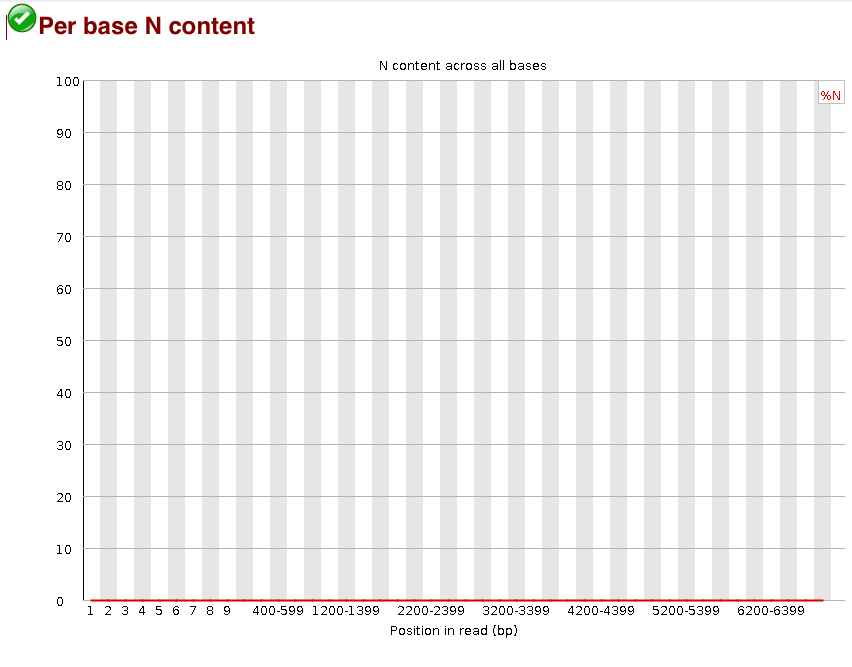 Per base N content
N content across all bases
%N
100
90
80
70
60
50
40
30
20
10
0
1 2 3 4 5 6 7 8 9 400-599 1200-1399 2200-2399 3200-3399 4200-4399 5200-5399 6200-6399
Position in read (bp)